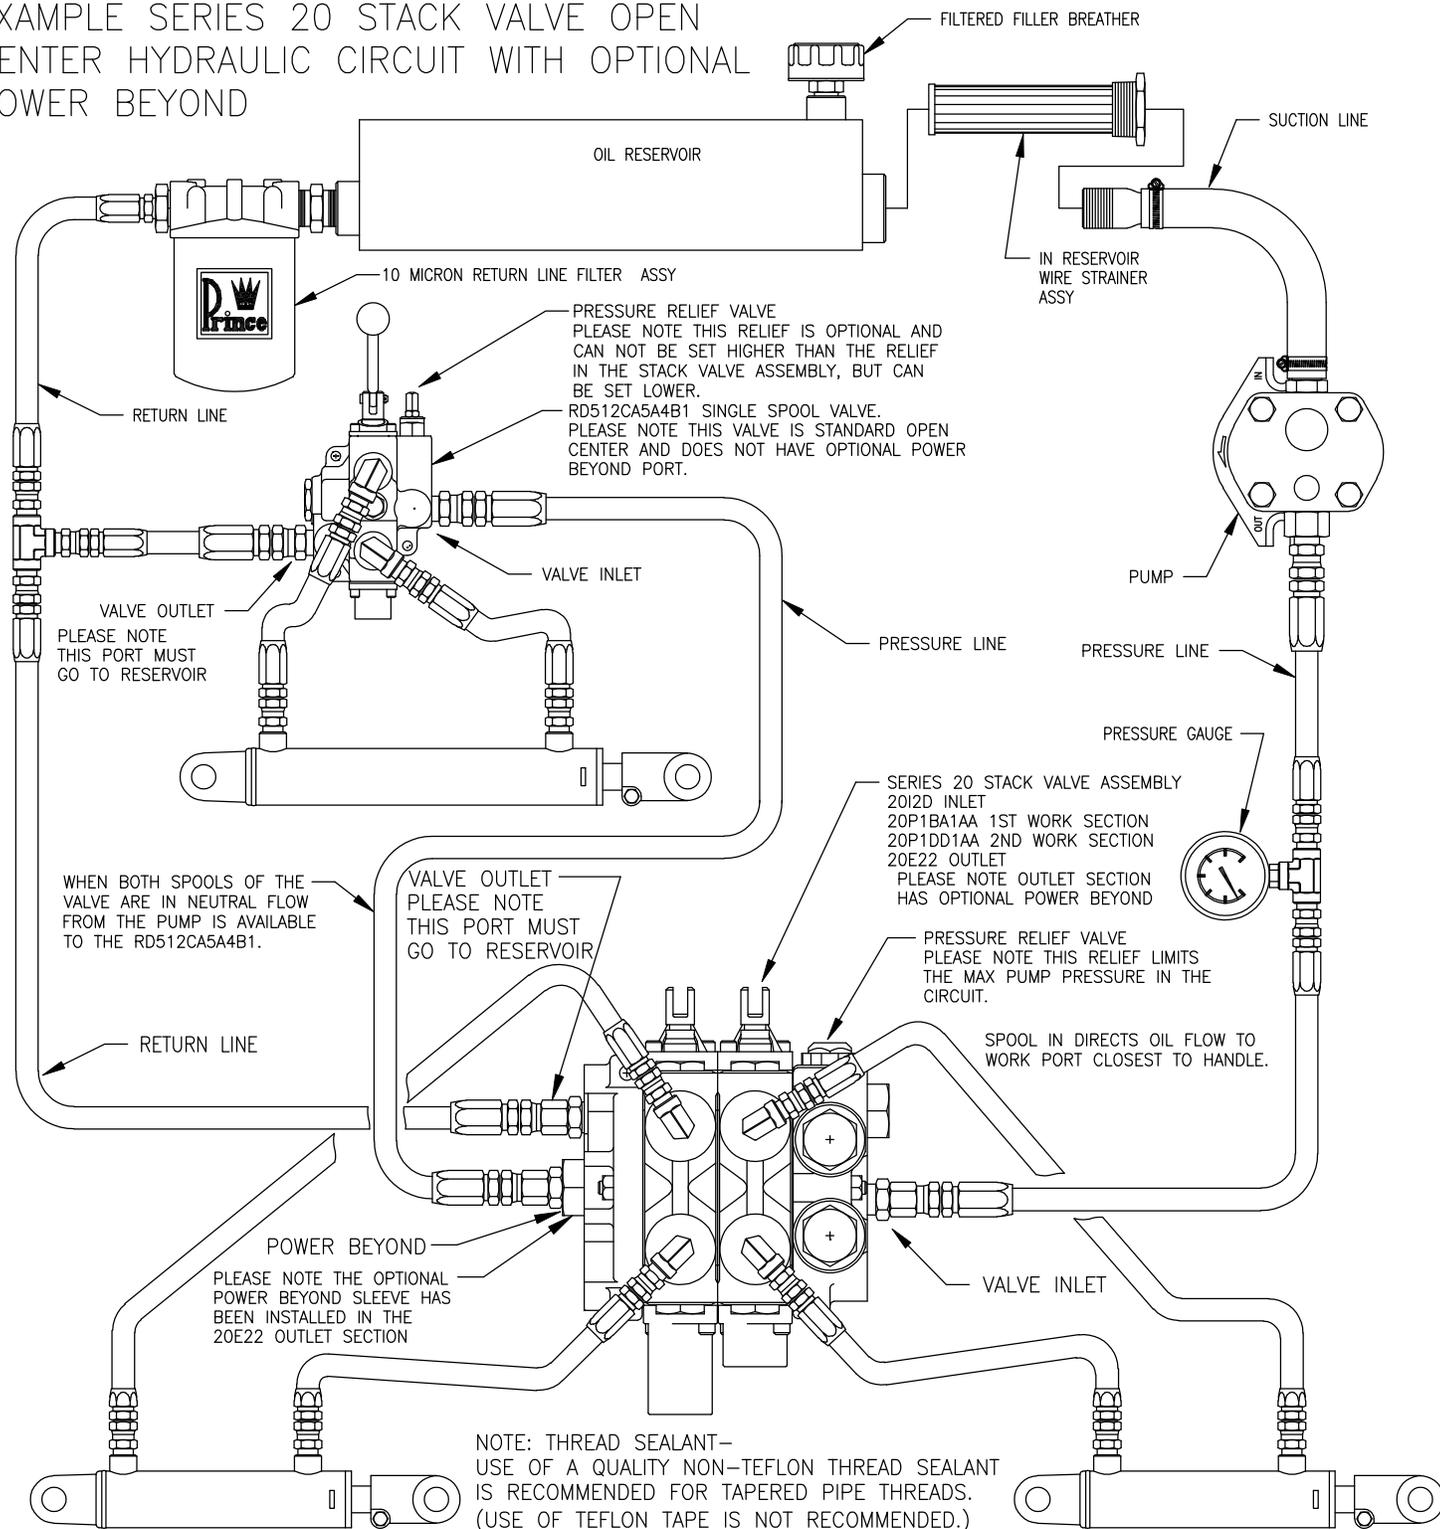 XAMPLE SERIES 20 STACK VALVE OPEN
ENTER HYDRAULIC CIRCUIT WITH OPTIONAL
OWER BEYOND
FILTERED FILLER BREATHER
SUCTION LINE
OIL RESERVOIR
IN RESERVOIR
WIRE STRAINER
ASSY
10 MICRON RETURN LINE FILTER ASSY
Prince
PRESSURE RELIEF VALVE
PLEASE NOTE THIS RELIEF IS OPTIONAL AND
CAN NOT BE SET HIGHER THAN THE RELIEF
IN THE STACK VALVE ASSEMBLY, BUT CAN
BE SET LOWER.
RD512CA5A4B1 SINGLE SPOOL VALVE.
PLEASE NOTE THIS VALVE IS STANDARD OPEN
CENTER AND DOES NOT HAVE OPTIONAL POWER
BEYOND PORT.
RETURN LINE
IN
OUT
PUMP
VALVE INLET
VALVE OUTLET
PLEASE NOTE
THIS PORT MUST
GO TO RESERVOIR
PRESSURE LINE
PRESSURE LINE
PRESSURE GAUGE
SERIES 20 STACK VALVE ASSEMBLY
20I2D INLET
20P1BA1AA 1ST WORK SECTION
20P1DD1AA 2ND WORK SECTION
20E22 OUTLET
PLEASE NOTE OUTLET SECTION
HAS OPTIONAL POWER BEYOND
WHEN BOTH SPOOLS OF THE
VALVE ARE IN NEUTRAL FLOW
FROM THE PUMP IS AVAILABLE
TO THE RD512CA5A4B1.
VALVE OUTLET
PLEASE NOTE
THIS PORT MUST
GO TO RESERVOIR
PRESSURE RELIEF VALVE
PLEASE NOTE THIS RELIEF LIMITS
THE MAX PUMP PRESSURE IN THE
CIRCUIT.
SPOOL IN DIRECTS OIL FLOW TO
WORK PORT CLOSEST TO HANDLE.
RETURN LINE
POWER BEYOND
PLEASE NOTE THE OPTIONAL
POWER BEYOND SLEEVE HAS
BEEN INSTALLED IN THE
20E22 OUTLET SECTION
VALVE INLET
NOTE: THREAD SEALANT–
USE OF A QUALITY NON–TEFLON THREAD SEALANT
IS RECOMMENDED FOR TAPERED PIPE THREADS.
(USE OF TEFLON TAPE IS NOT RECOMMENDED.)